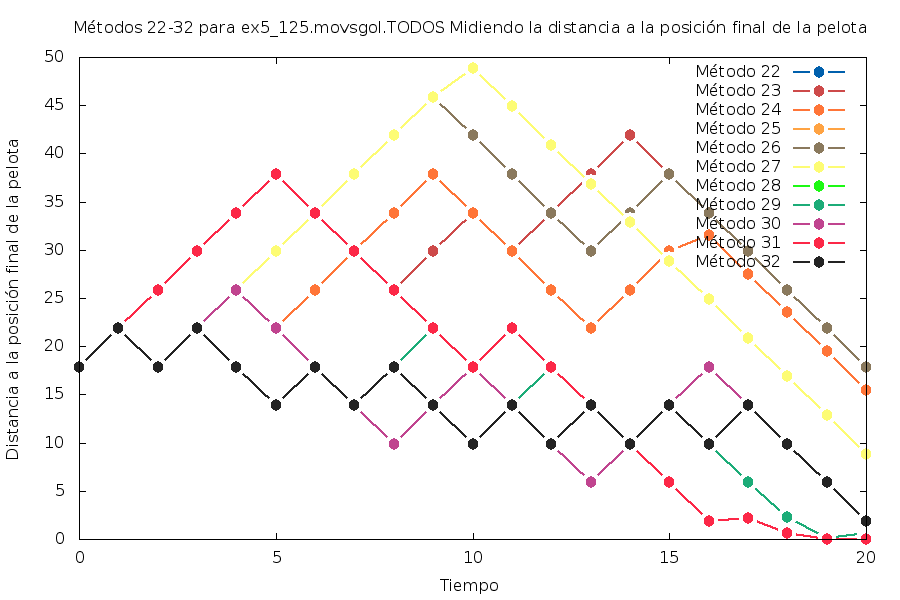 Métodos 22-32 para ex5_125.movsgol.TODOS Midiendo la distancia a la posición final de la pelota
50
45
40
35
30
25
20
15
10
5
0
Distancia a la posición final de la pelota
Método 22
Método 23
Método 24
Método 25
Método 26
Método 27
Método 28
Método 29
Método 30
Método 31
Método 32
0 5 10 15 20
Tiempo